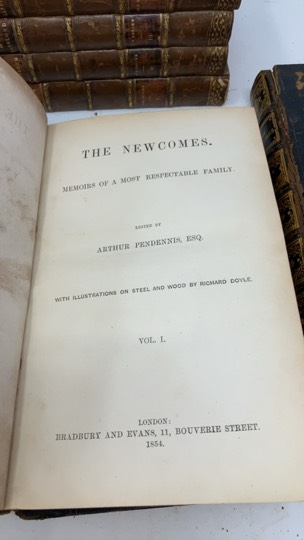 THE NEWCOMES.
MEMOIRS OF A MOST RESPECTABLE FAMILY.
EDITED BY
ARTHUR PENDENNIS, ESQ.
WITH ILLUSTRATIONS ON STEEL AND WOOD BY RICHARD DOYLE.
VOL. I.
LONDON:
BRADBURY AND EVANS, 11, BOUVERIE STREET.
1854.